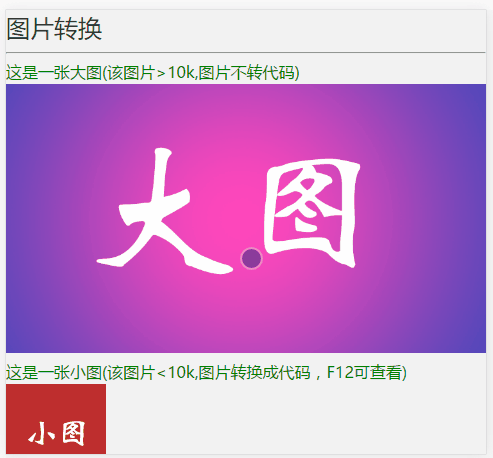 图片转换
这是一张大图(该图片>10k,图片不转代码)
大图
这是一张小图(该图片<10k,图片转换成代码，F12可查看)
小图